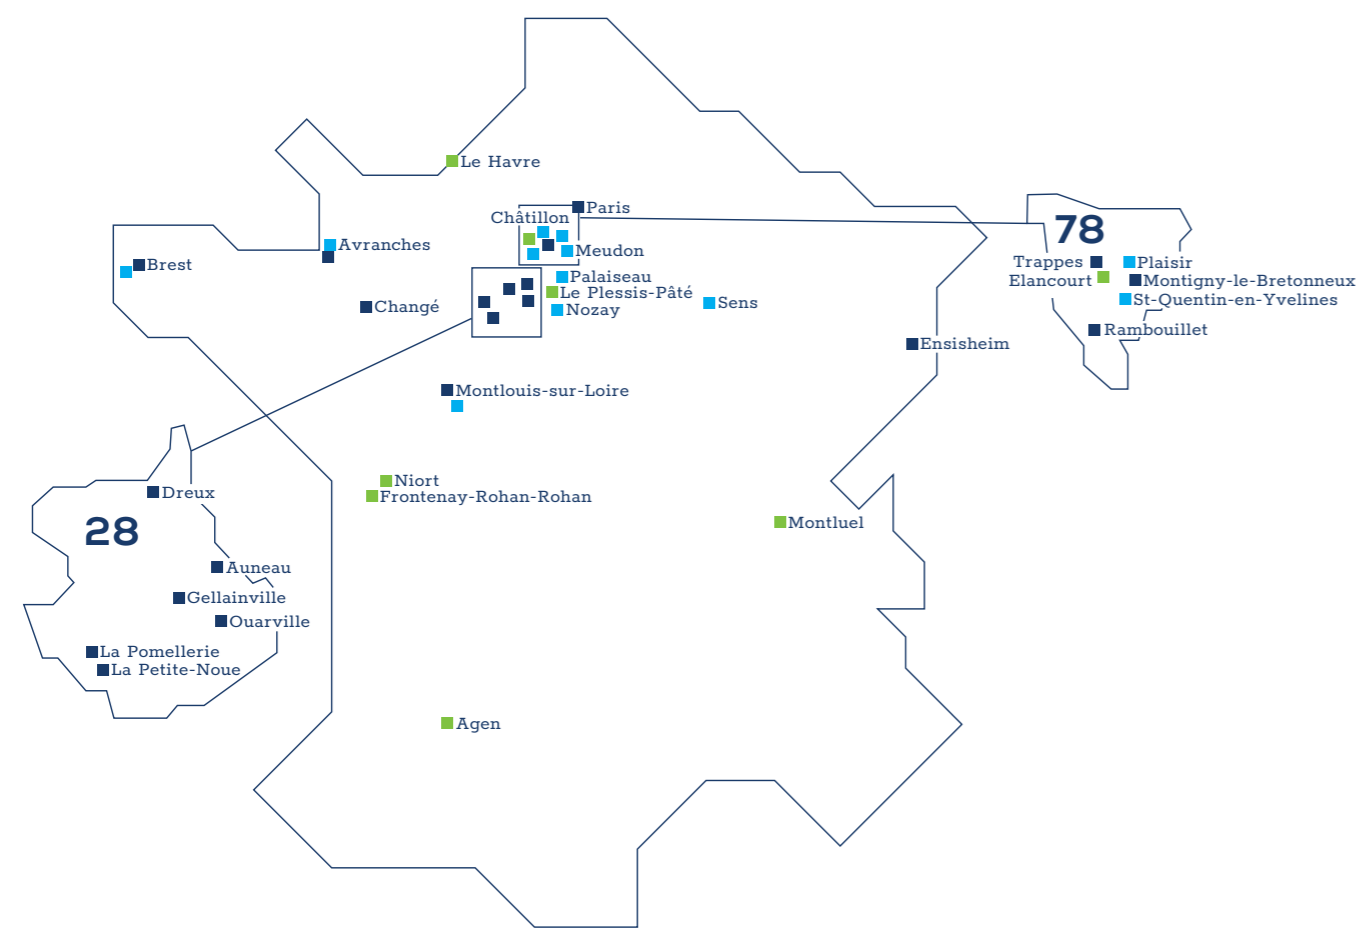 Le Havre
Paris
Châtillon
78
Avranches
Meudon
Brest
Trappes
Plaisir
Palaiseau
Elancourt
Montigny-le-Bretonneux
Le Plessis-Pâté
St-Quentin-en-Yvelines
Changé
Sens
Nozay
Rambouillet
Ensisheim
Montlouis-sur-Loire
Niort
Dreux
Frontenay-Rohan-Rohan
28
Montluel
Auneau
Gellainville
Ouarville
La Pomellerie
La Petite-Noue
Agen